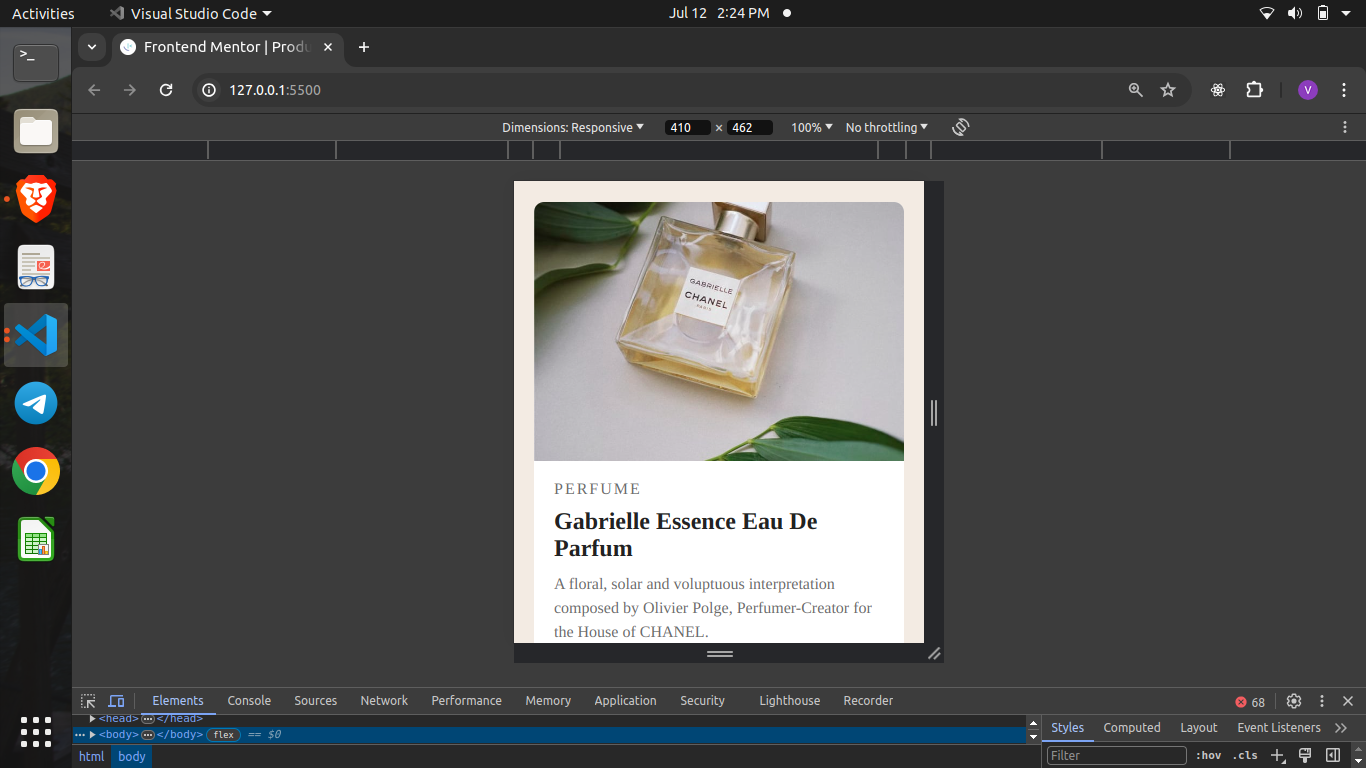 Activities
Visual Studio Code
Jul 12 2:24 PM
>_
Frontend Mentor | Produ
127.0.0.1:5500
V
Dimensions: Responsive
410 × 462
100%
No throttling
GABRIELLE
CHANEL
PARIS
PERFUME
Gabrielle Essence Eau De
Parfum
A floral, solar and voluptuous interpretation
composed by Olivier Polge, Perfumer-Creator for
the House of CHANEL.
Elements Console Sources Network Performance Memory Application Security Lighthouse Recorder 68
<head>…</head>
… <body>…</body> flex == $0
html body
Styles Computed Layout Event Listeners
Filter :hov .cls